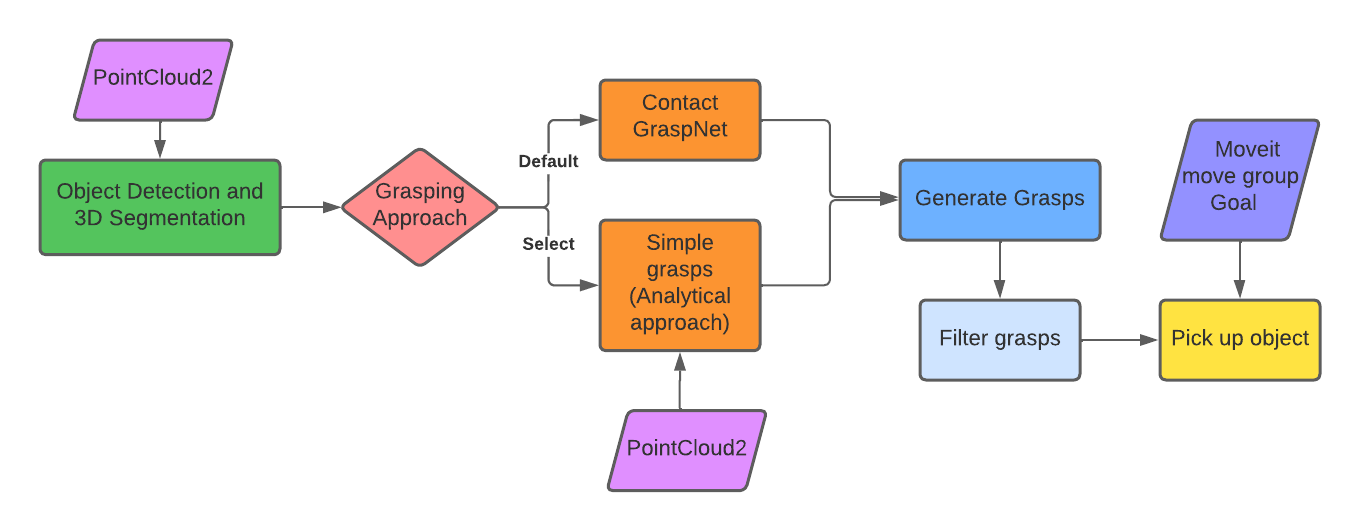 PointCloud2
Object Detection and
3D Segmentation
Grasping
Approach
Default
Select
Contact
GraspNet
Simple
grasps
(Analytical
approach)
PointCloud2
Generate Grasps
Filter grasps
Moveit
move group
Goal
Pick up object